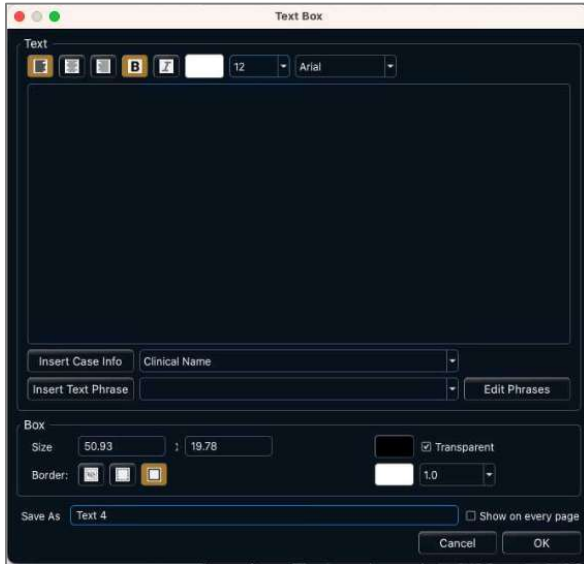 Text Box
Text
B I 12 Arial
Insert Case Info Clinical Name
Insert Text Phrase Edit Phrases
Box
Size 50.93 : 19.78 Transparent
Border: 1.0
Save As Text 4 Show on every page
Cancel OK